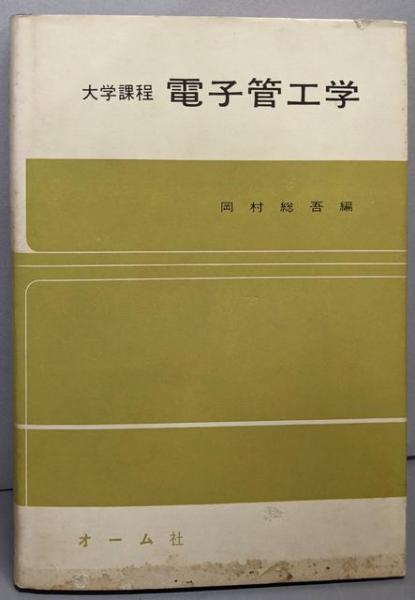 大学課程 電子管工学
岡村総吾編
オーム社